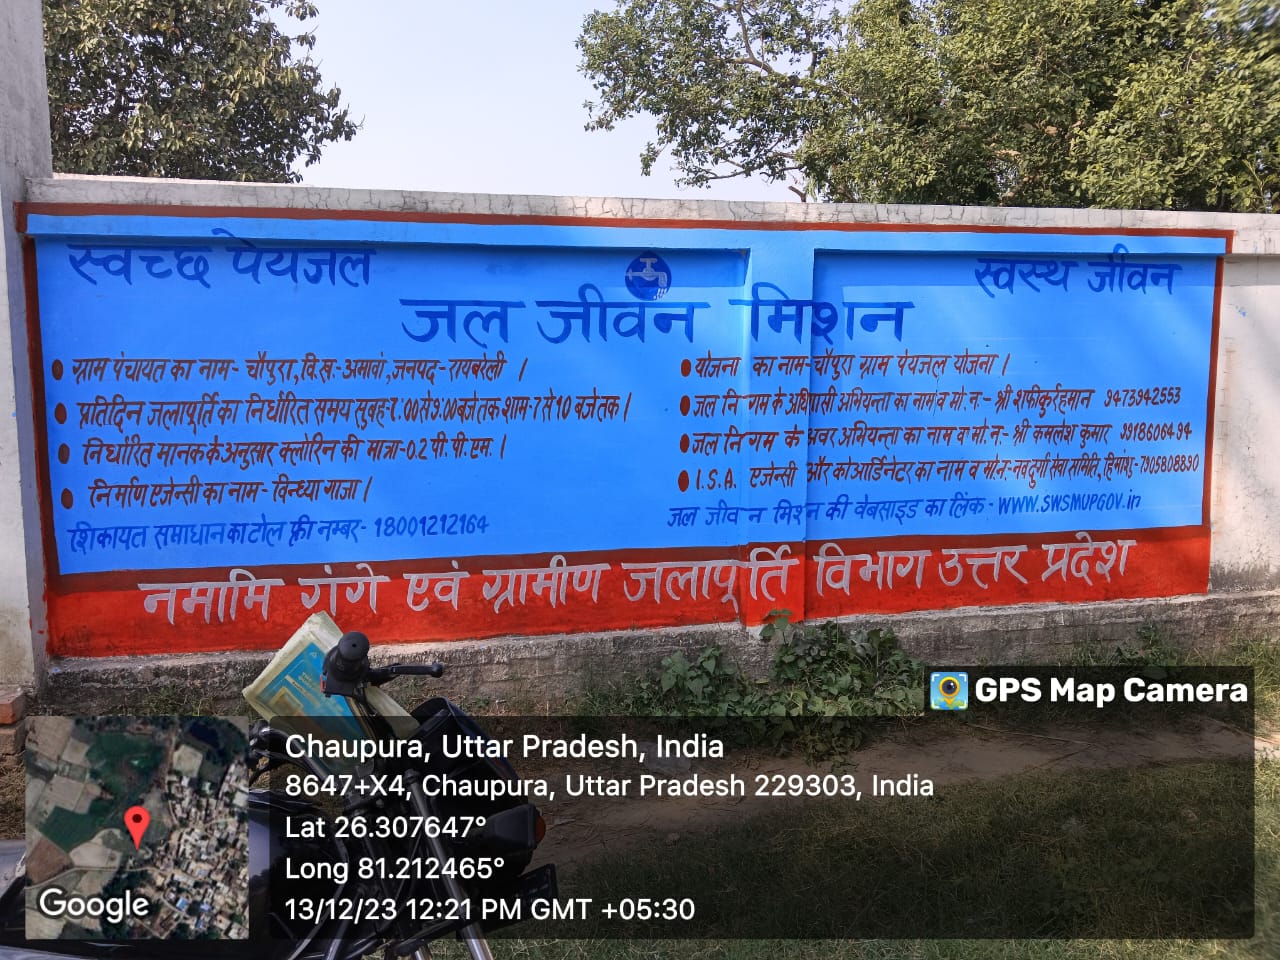 स्वच्छ पेयजल
स्वस्थ जीवन
जल जीवन मिशन
ग्राम पंचायत का नाम- चौपुरा, वि.ख.-अमावां, जनपद- रायबरेली ।
प्रतिदिन जलापूर्ति का निर्धारित समय सुबह-7.00 से 9:00 बजे तक शाम-7 से 10 बजे तक ।
निर्धारित मानक के अनुसार क्लोरिन की मात्रा-0.2 पी. पी. एम. ।
निर्माण एजेन्सी का नाम- विन्ध्या गाजा ।
शिकायत समाधान का टोल फ्री नम्बर- 18001212164
योजना का नाम-चौपुरा ग्राम पेयजल योजना ।
जल निगम के अधिशासी अभियन्ता का नाम व मो.न.- श्री शफीकुर्रहमान 9473942553
जल निगम के अवर अभियन्ता का नाम व मो.न.- श्री कमलेश कुमार 9918606494
I.S.A. एजेन्सी और कोआर्डिनेटर का नाम व मो.न.-नव दुर्गा सेवा समिति, हिमांशु-7905808890
जल जीवन मिशन की वेबसाइड का लिंक - WWW.SWSMUPGOV.in
नमामि गंगे एवं ग्रामीण जलापूर्ति विभाग उत्तर प्रदेश
GPS Map Camera
Chaupura, Uttar Pradesh, India
8647+X4, Chaupura, Uttar Pradesh 229303, India
Lat 26.307647°
Long 81.212465°
13/12/23 12:21 PM GMT +05:30
Google